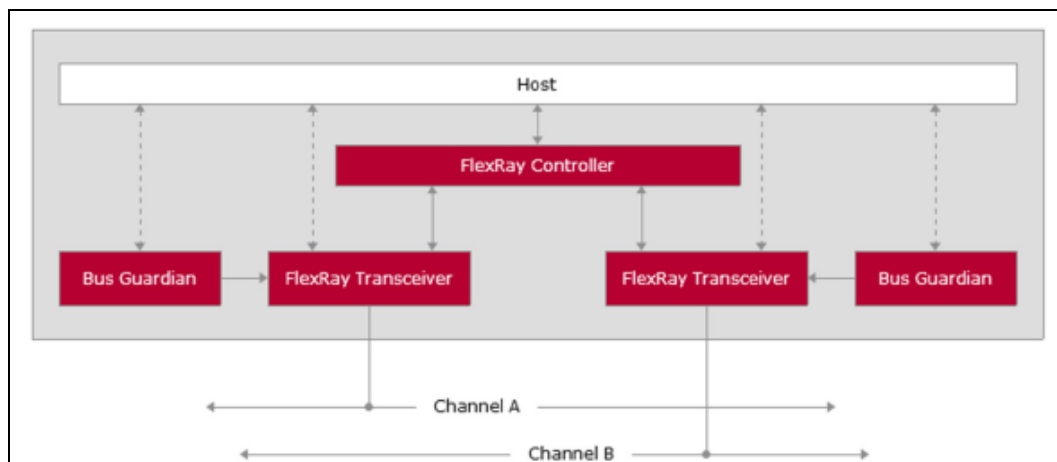 Host
FlexRay Controller
Bus Guardian
FlexRay Transceiver
FlexRay Transceiver
Bus Guardian
Channel A
Channel B